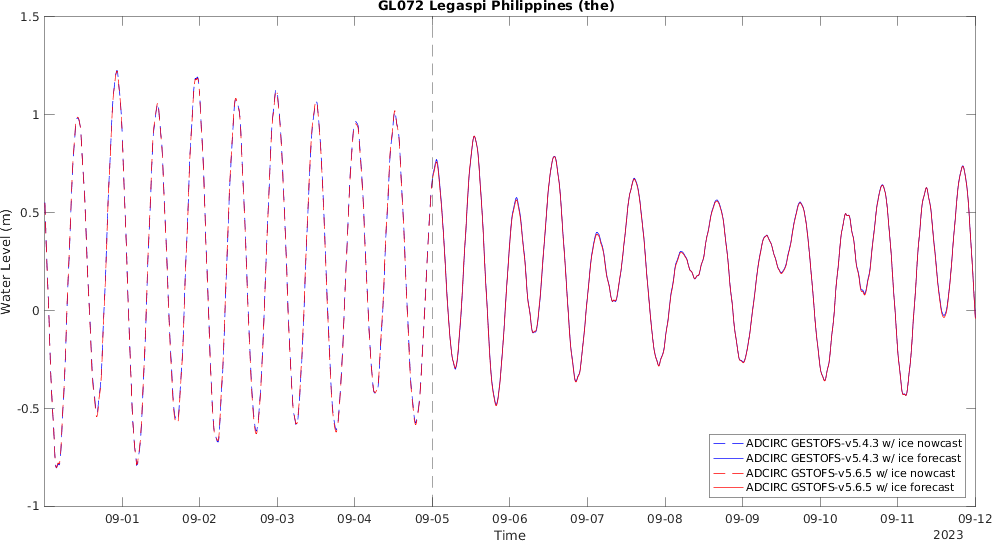 GL072 Legaspi Philippines (the)
1.5
1
0.5
0
-0.5
-1
Water Level (m)
ADCIRC GESTOFS-v5.4.3 w/ ice nowcast
ADCIRC GESTOFS-v5.4.3 w/ ice forecast
ADCIRC GSTOFS-v5.6.5 w/ ice nowcast
ADCIRC GSTOFS-v5.6.5 w/ ice forecast
09-01 09-02 09-03 09-04 09-05 09-06 09-07 09-08 09-09 09-10 09-11 09-12
Time
2023